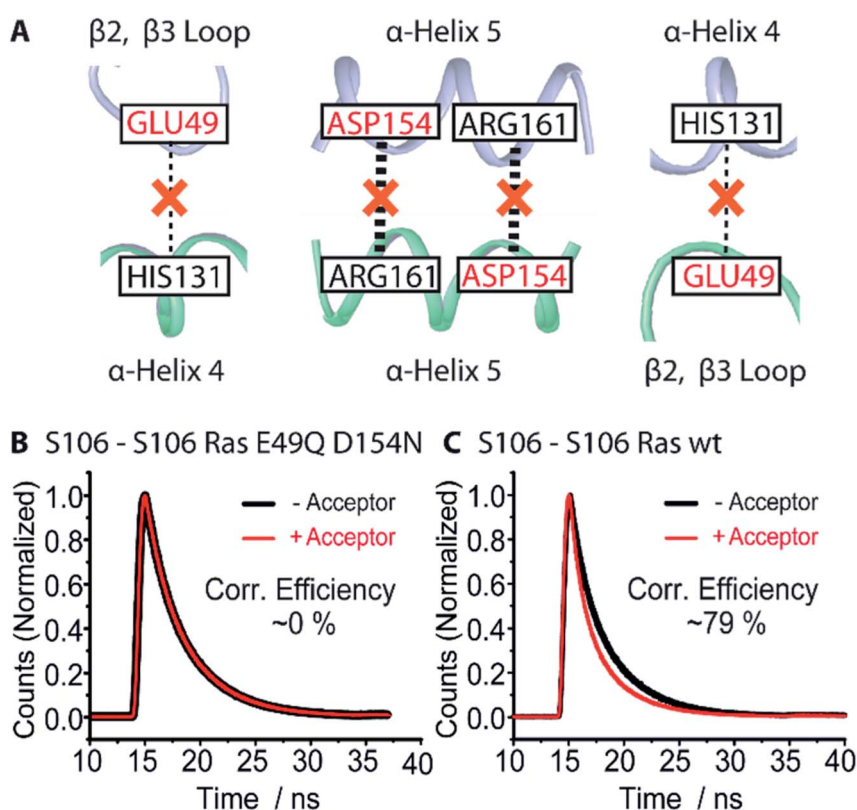 A β2, β3 Loop α-Helix 5 α-Helix 4
GLU49 ASP154 ARG161 HIS131
HIS131 ARG161 ASP154 GLU49
α-Helix 4 α-Helix 5 β2, β3 Loop
B S106 - S106 Ras E49Q D154N
Counts (Normalized)
1.0
0.8
0.6
0.4
0.2
0.0
- Acceptor
+ Acceptor
Corr. Efficiency
~0 %
10 15 20 25 30 35 40
Time / ns
C S106 - S106 Ras wt
Counts (Normalized)
1.0
0.8
0.6
0.4
0.2
0.0
- Acceptor
+ Acceptor
Corr. Efficiency
~79 %
10 15 20 25 30 35 40
Time / ns